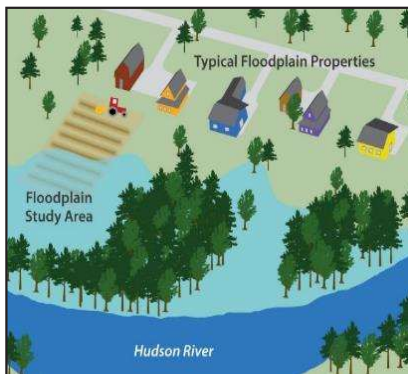 Typical Floodplain Properties
Floodplain
Study Area
Hudson River